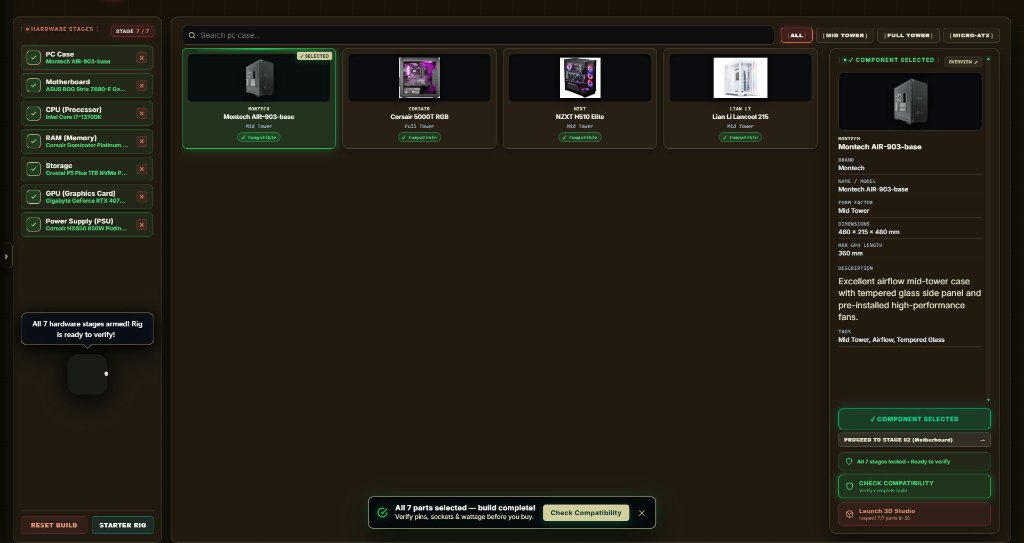 HARDWARE STAGES
STAGE 7 / 7
PC Case
Montech AIR-903-base
Motherboard
ASUS ROG Strix Z690-E Ga...
CPU (Processor)
Intel Core i7-13700K
RAM (Memory)
Corsair Dominator Platinum ...
Storage
Crucial P5 Plus 1TB NVMe P...
GPU (Graphics Card)
Gigabyte GeForce RTX 407...
Power Supply (PSU)
Corsair HX850 850W Platin...
All 7 hardware stages armed! Rig
is ready to verify!
RESET BUILD
STARTER RIG
Search pc case...
ALL
MID TOWER
FULL TOWER
MICRO-ATX
✓ SELECTED
MONTECH
Montech AIR-903-base
Mid Tower
✓ Compatible
CORSAIR
Corsair 5000T RGB
Full Tower
✓ Compatible
NZXT
NZXT H510 Elite
Mid Tower
✓ Compatible
LIAN LI
Lian Li Lancool 215
Mid Tower
✓ Compatible
All 7 parts selected — build complete!
Verify pins, sockets & wattage before you buy.
Check Compatibility
✓ COMPONENT SELECTED
OVERVIEW ↗
MONTECH
Montech AIR-903-base
BRAND
Montech
NAME / MODEL
Montech AIR-903-base
FORM FACTOR
Mid Tower
DIMENSIONS
460 × 215 × 480 mm
MAX GPU LENGTH
360 mm
DESCRIPTION
Excellent airflow mid-tower case
with tempered glass side panel and
pre-installed high-performance
fans.
TAGS
Mid Tower, Airflow, Tempered Glass
✓ COMPONENT SELECTED
PROCEED TO STAGE 02 (Motherboard) →
All 7 stages locked • Ready to verify
CHECK COMPATIBILITY
Verify complete build
Launch 3D Studio
Inspect 7/7 parts in 3D